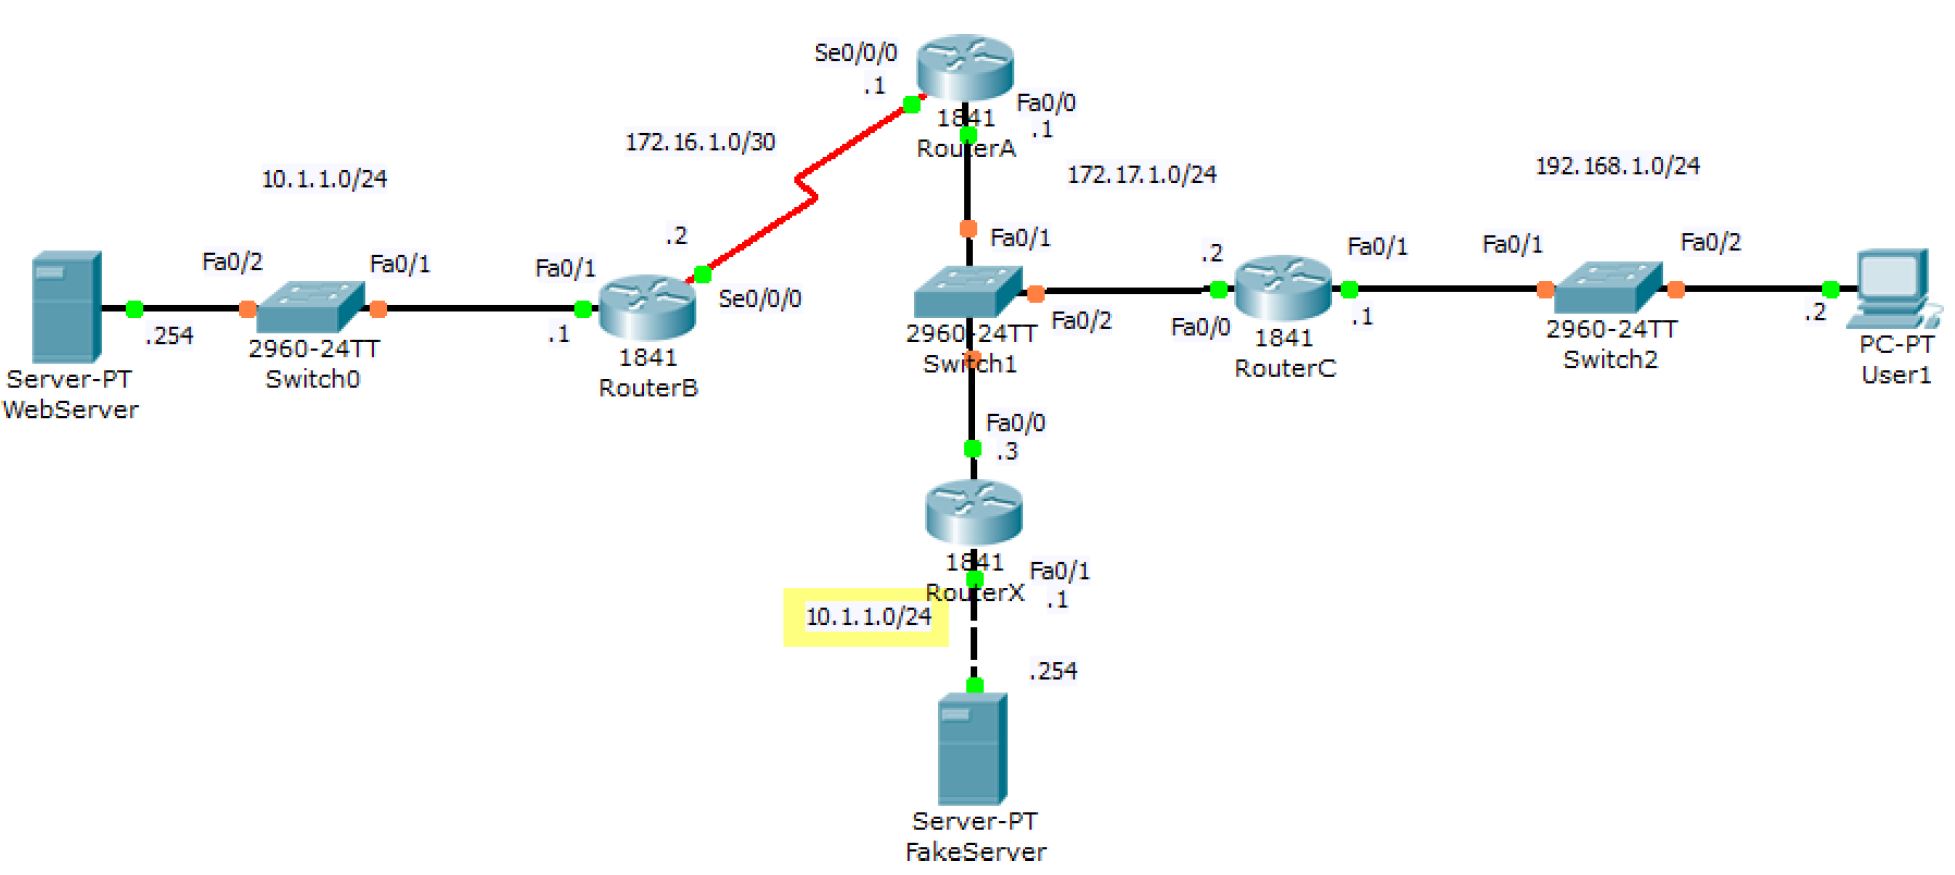 Se0/0/0
.1
Fa0/0
.1
1841
RouterA
172.16.1.0/30
10.1.1.0/24
172.17.1.0/24
192.168.1.0/24
.2
Se0/0/0
Fa0/2
Fa0/1
Fa0/1
.254
.1
Server-PT
WebServer
2960-24TT
Switch0
1841
RouterB
Fa0/1
Fa0/2
2960-24TT
Switch1
.2
Fa0/0
Fa0/1
.1
1841
RouterC
Fa0/1
Fa0/2
2960-24TT
Switch2
.2
PC-PT
User1
Fa0/0
.3
1841
RouterX
Fa0/1
.1
10.1.1.0/24
.254
Server-PT
FakeServer